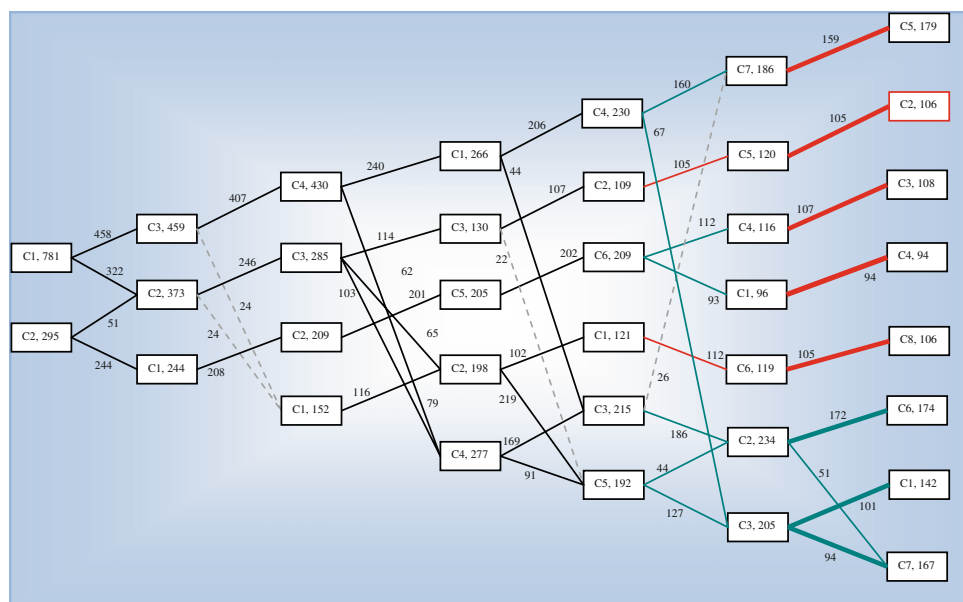 C1, 781
C2, 295
458
322
51
244
C3, 459
C2, 373
C1, 244
407
246
24
24
208
C4, 430
C3, 285
C2, 209
C1, 152
240
114
62
103
201
65
116
79
C1, 266
C3, 130
C5, 205
C2, 198
C4, 277
206
44
107
22
202
102
219
169
91
C4, 230
C2, 109
C6, 209
C1, 121
C3, 215
C5, 192
160
67
105
112
93
112
26
186
44
127
C7, 186
C5, 120
C4, 116
C1, 96
C6, 119
C2, 234
C3, 205
159
105
107
94
105
172
51
101
94
C5, 179
C2, 106
C3, 108
C4, 94
C8, 106
C6, 174
C1, 142
C7, 167